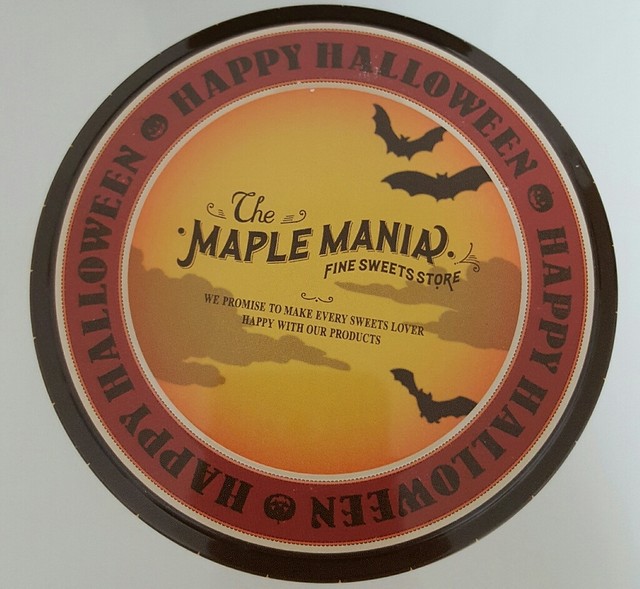 HAPPY HALLOWEEN
HAPPY HALLOWEEN
HAPPY HALLOWEEN
The
MAPLE MANIA
FINE SWEETS STORE
WE PROMISE TO MAKE EVERY SWEETS LOVER
HAPPY WITH OUR PRODUCTS